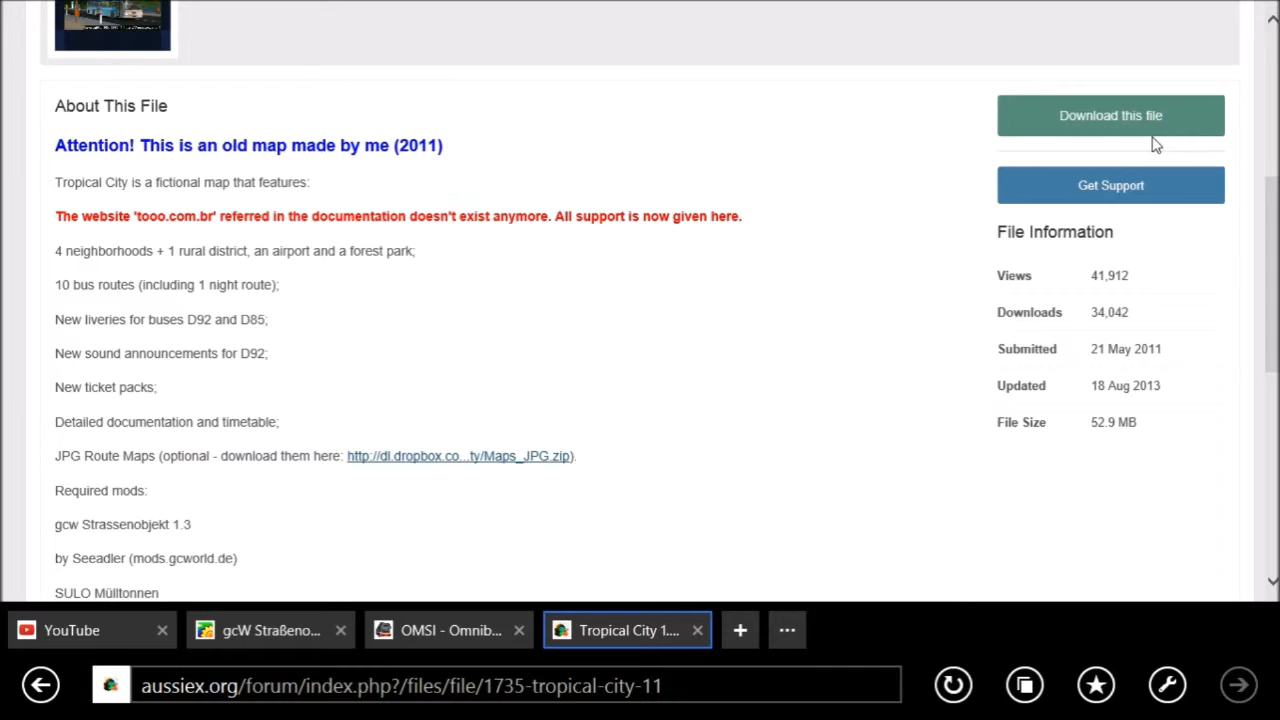 About This File
Attention! This is an old map made by me (2011)
Tropical City is a fictional map that features:
The website 'tooo.com.br' referred in the documentation doesn't exist anymore. All support is now given here.
4 neighborhoods + 1 rural district, an airport and a forest park;
10 bus routes (including 1 night route);
New liveries for buses D92 and D85;
New sound announcements for D92;
New ticket packs;
Detailed documentation and timetable;
JPG Route Maps (optional - download them here: http://dl.dropbox.co...ty/Maps_JPG.zip).
Required mods:
gcw Strassenobjekt 1.3
by Seeadler (mods.gcworld.de)
SULO Mülltonnen
Download this file
Get Support
File Information
Views 41,912
Downloads 34,042
Submitted 21 May 2011
Updated 18 Aug 2013
File Size 52.9 MB
YouTube
gcW Straßeno...
OMSI - Omnib...
Tropical City 1....
aussiex.org/forum/index.php?/files/file/1735-tropical-city-11